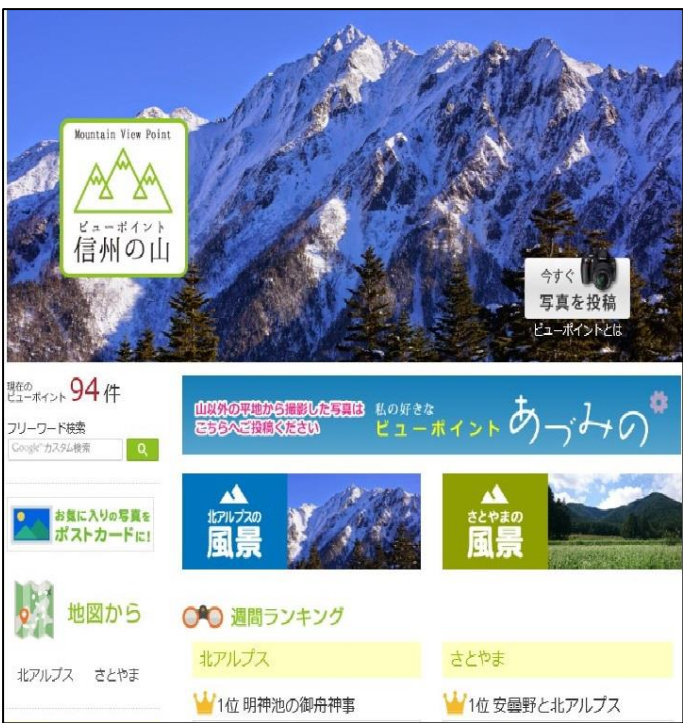 Mountain View Point
ビューポイント
信州の山
今すぐ
写真を投稿
ビューポイントとは
現在の
ビューポイント 94件
フリーワード検索
Google カスタム検索
山以外の平地から撮影した写真は
こちらへご投稿ください
私の好きな
ビューポイント あづみの
お気に入りの写真を
ポストカードに!
北アルプスの
風景
さとやまの
風景
地図から
北アルプス さとやま
週間ランキング
北アルプス
さとやま
1位 明神池の御舟神事
1位 安曇野と北アルプス